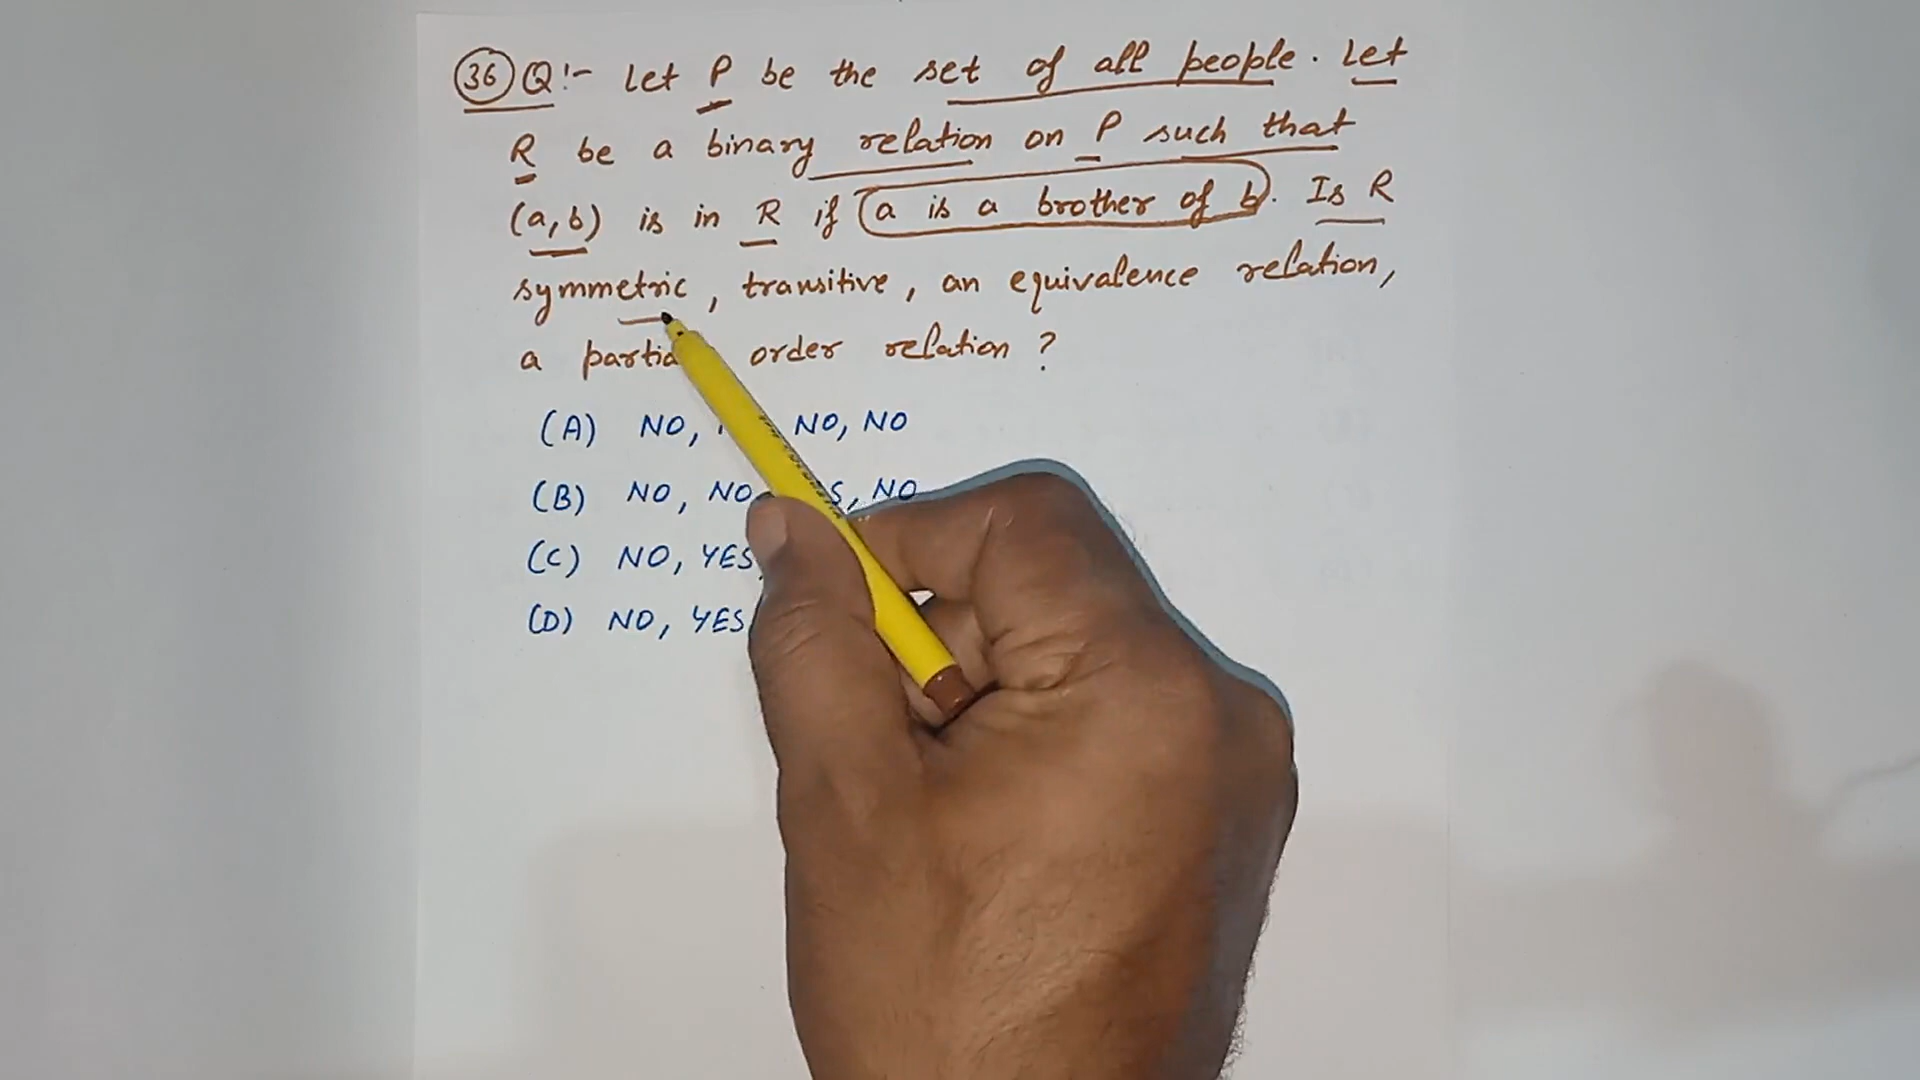 36 Q:- Let P be the set of all people. Let
R be a binary relation on P such that
(a,b) is in R if a is a brother of b. Is R
symmetric, transitive, an equivalence relation,
a partial order relation?
(A) NO, NO, NO
(B) NO, NO, NO
(C) NO, YES,
(D) NO, YES